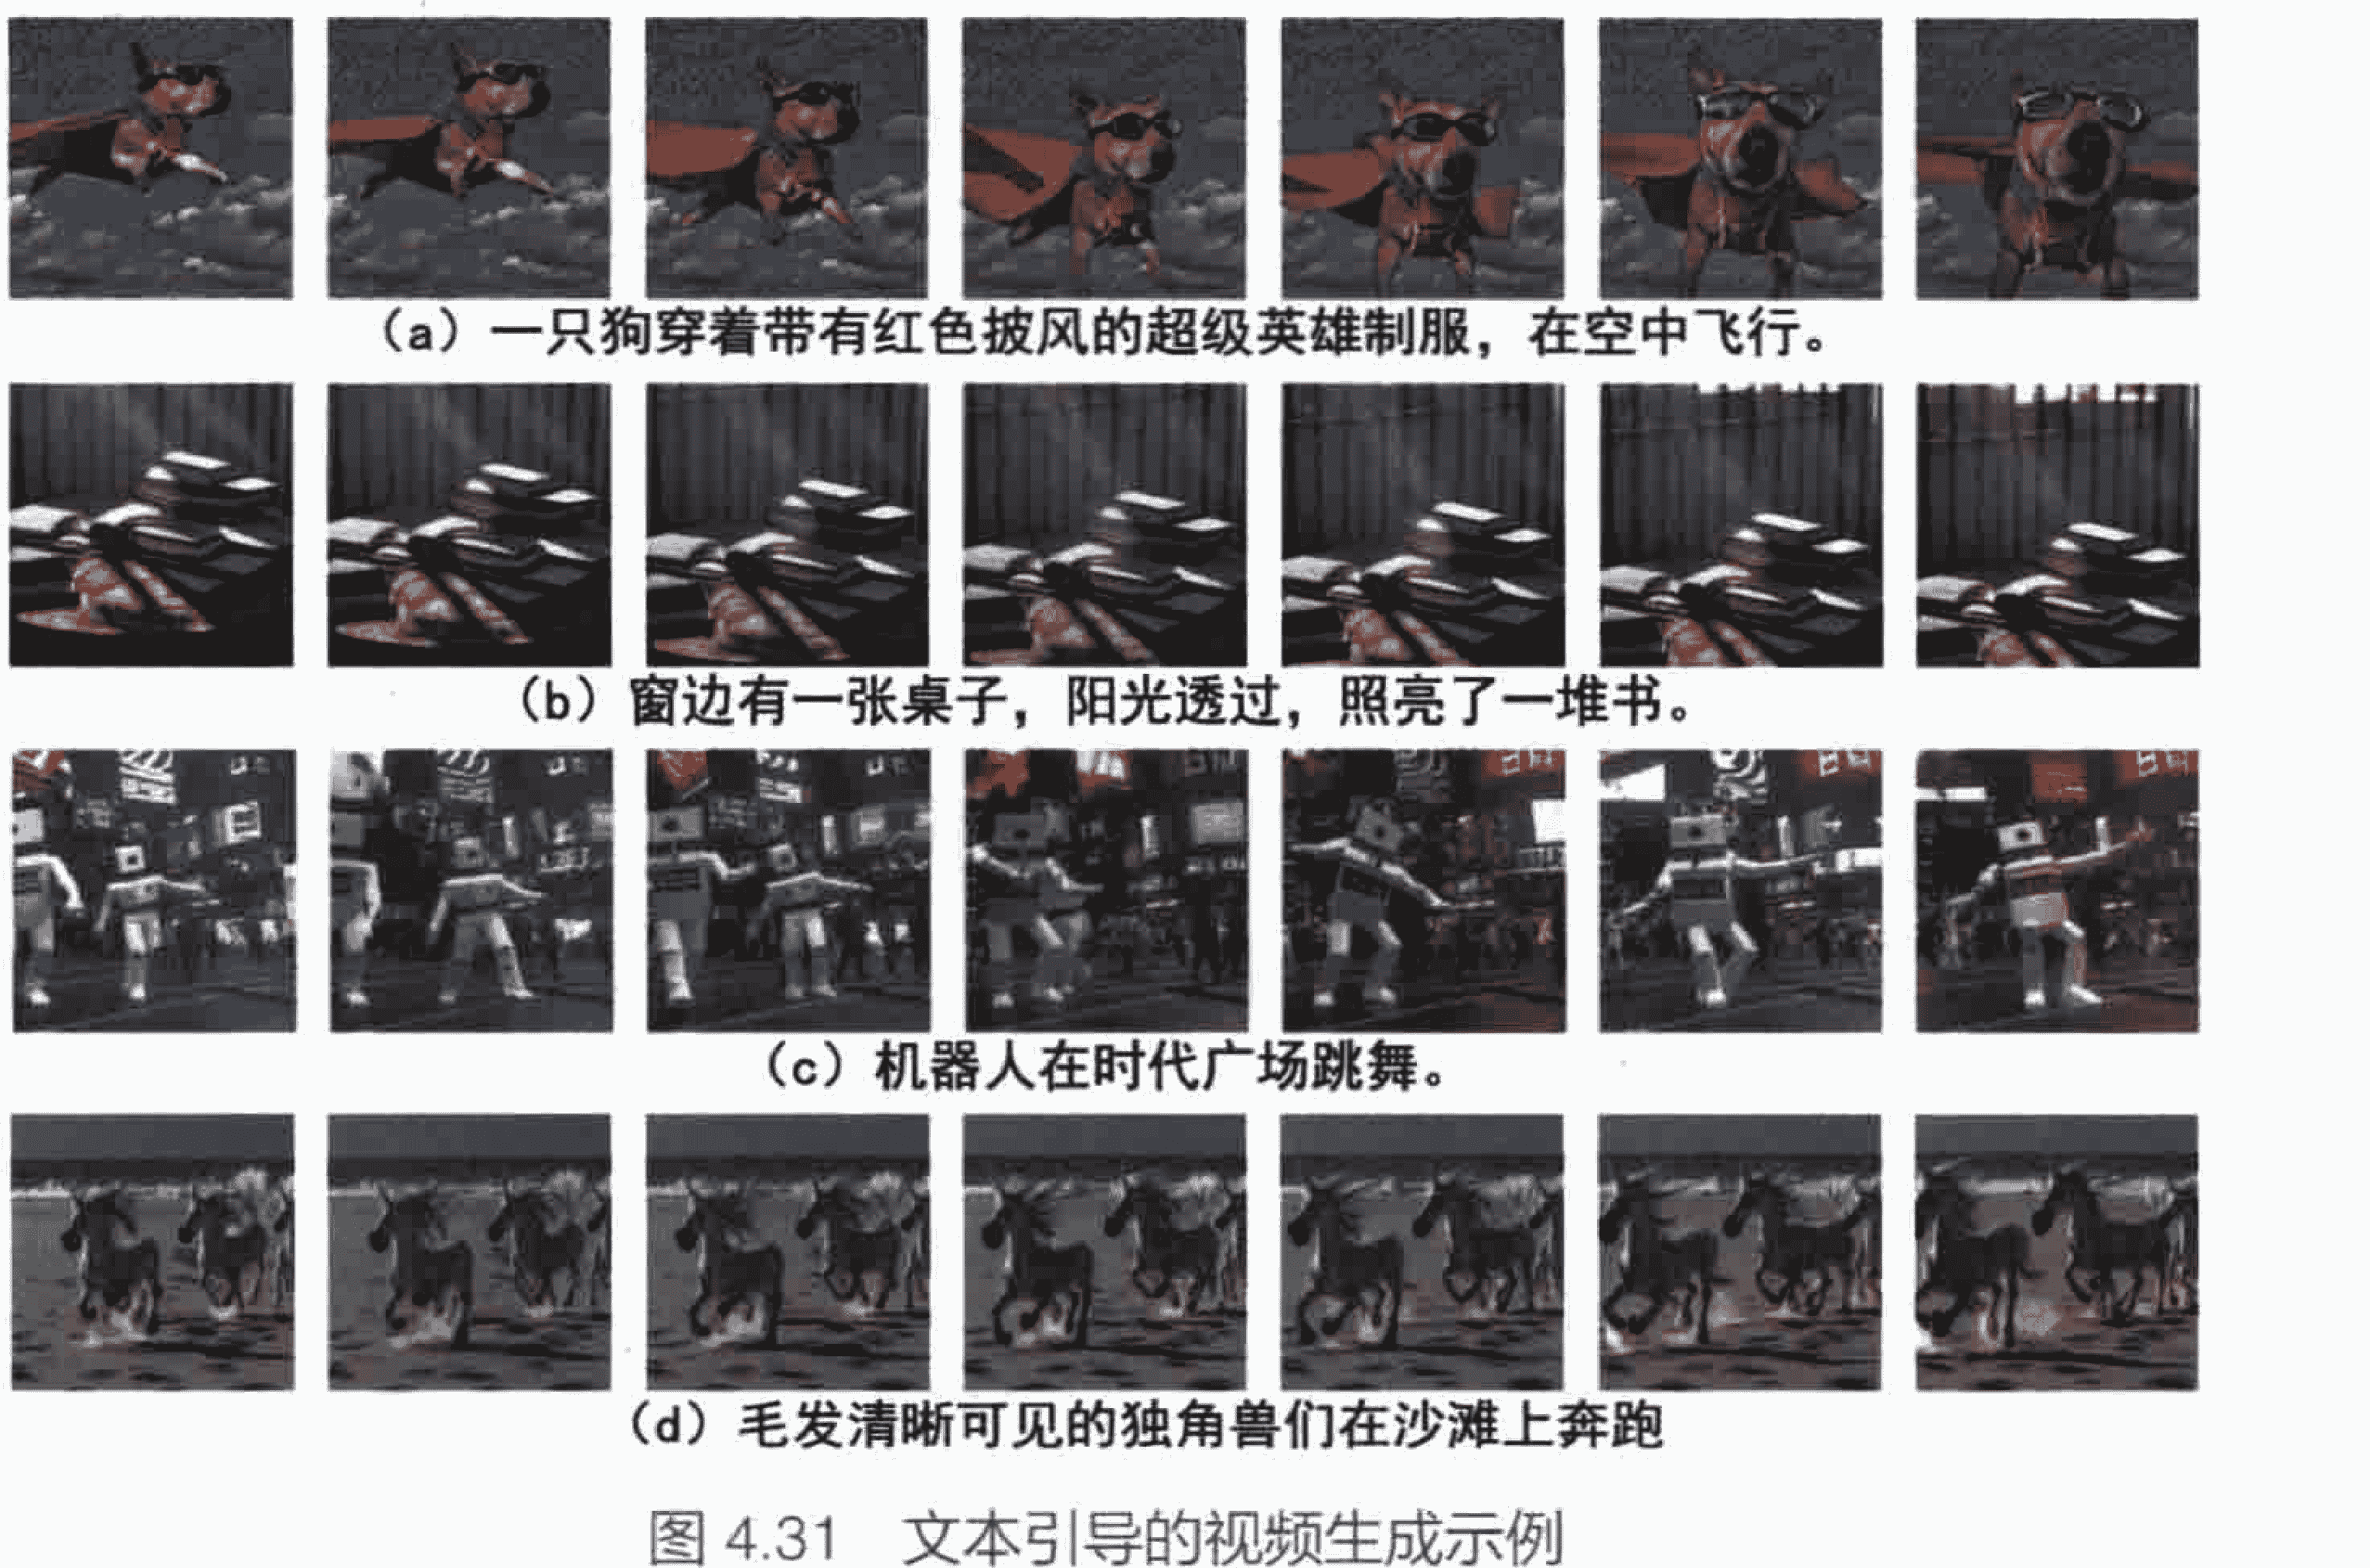 （a）一只狗穿着带有红色披风的超级英雄制服，在空中飞行。
（b）窗边有一张桌子，阳光透过，照亮了一堆书。
（c）机器人在时代广场跳舞。
（d）毛发清晰可见的独角兽们在沙滩上奔跑
图 4.31　文本引导的视频生成示例